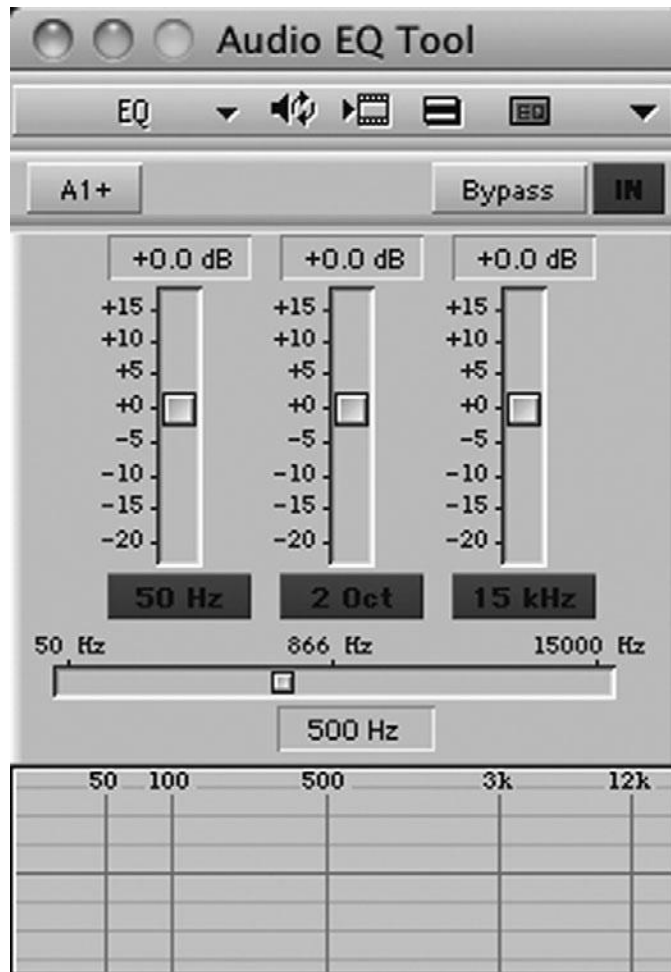 Audio EQ Tool
EQ EQ
A1+ Bypass IN
+0.0 dB +0.0 dB +0.0 dB
+15 +15 +15
+10 +10 +10
+5 +5 +5
+0 +0 +0
-5 -5 -5
-10 -10 -10
-15 -15 -15
-20 -20 -20
50 Hz 2 Oct 15 kHz
50 Hz 866 Hz 15000 Hz
500 Hz
50 100 500 3k 12k